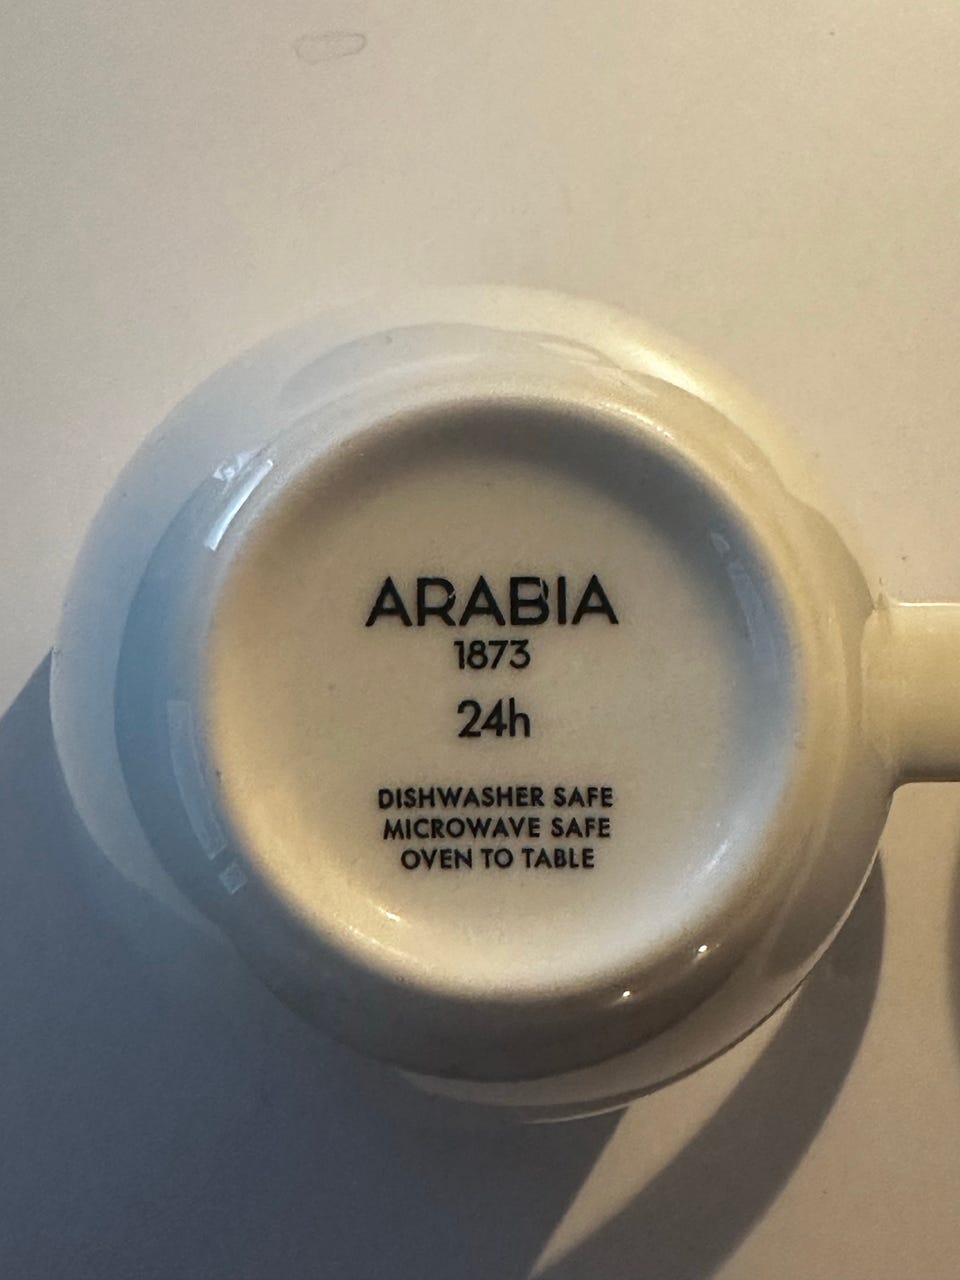 ARABIA
1873
24h
DISHWASHER SAFE
MICROWAVE SAFE
OVEN TO TABLE